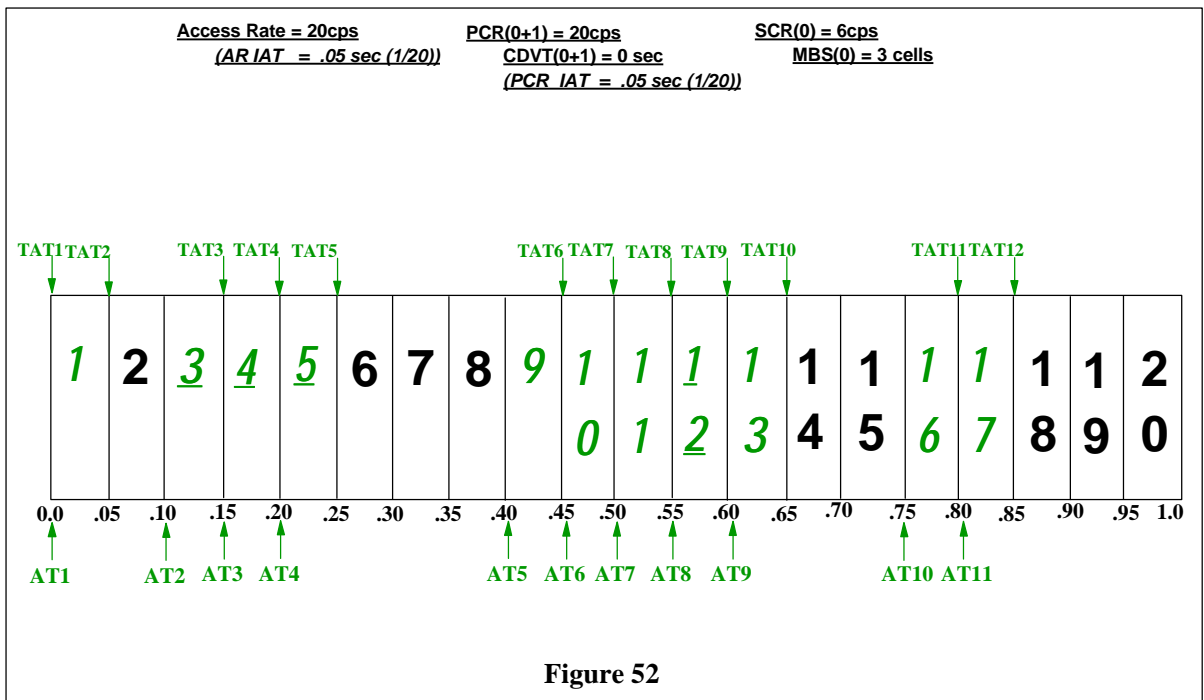 Access Rate = 20cps PCR(0+1) = 20cps SCR(0) = 6cps
(AR IAT = .05 sec (1/20)) CDVT(0+1) = 0 sec MBS(0) = 3 cells
(PCR IAT = .05 sec (1/20))
TAT1 TAT2 TAT3 TAT4 TAT5 TAT6 TAT7 TAT8 TAT9 TAT10 TAT11 TAT12
1 2 3 4 5 6 7 8 9 1 1 1 1 1 1 1 1 1 1 2
0 1 2 3 4 5 6 7 8 9 0
0.0 .05 .10 .15 .20 .25 .30 .35 .40 .45 .50 .55 .60 .65 .70 .75 .80 .85 .90 .95 1.0
AT1 AT2 AT3 AT4 AT5 AT6 AT7 AT8 AT9 AT10 AT11
Figure 52